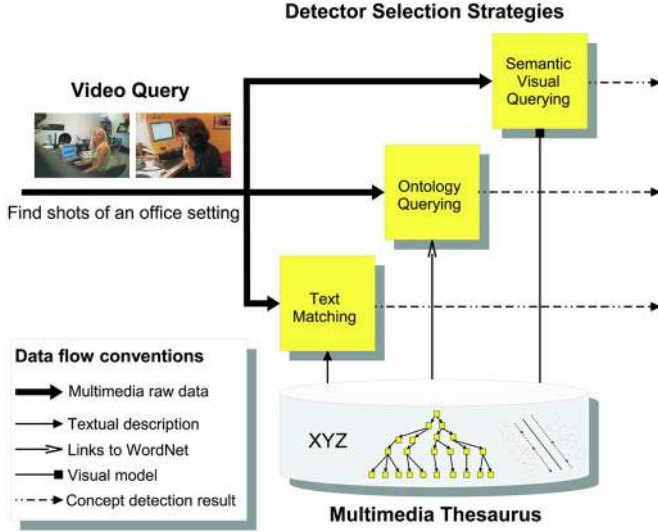 Detector Selection Strategies
Semantic
Visual
Querying
Video Query
Ontology
Querying
Find shots of an office setting
Text
Matching
Data flow conventions
Multimedia raw data
Textual description
Links to WordNet
Visual model
Concept detection result
XYZ
Multimedia Thesaurus